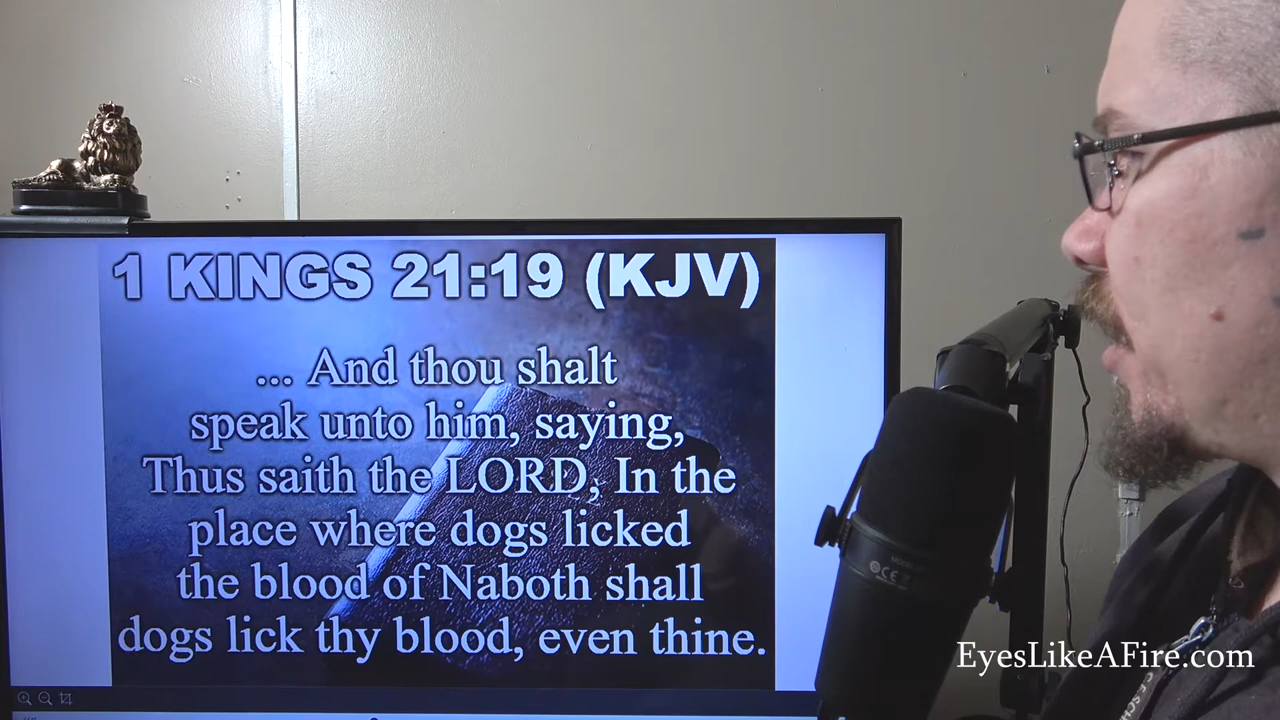 1 KINGS 21:19 (KJV)
... And thou shalt
speak unto him, saying,
Thus saith the LORD, In the
place where dogs licked
the blood of Naboth shall
dogs lick thy blood, even thine.
EyesLikeAFire.com